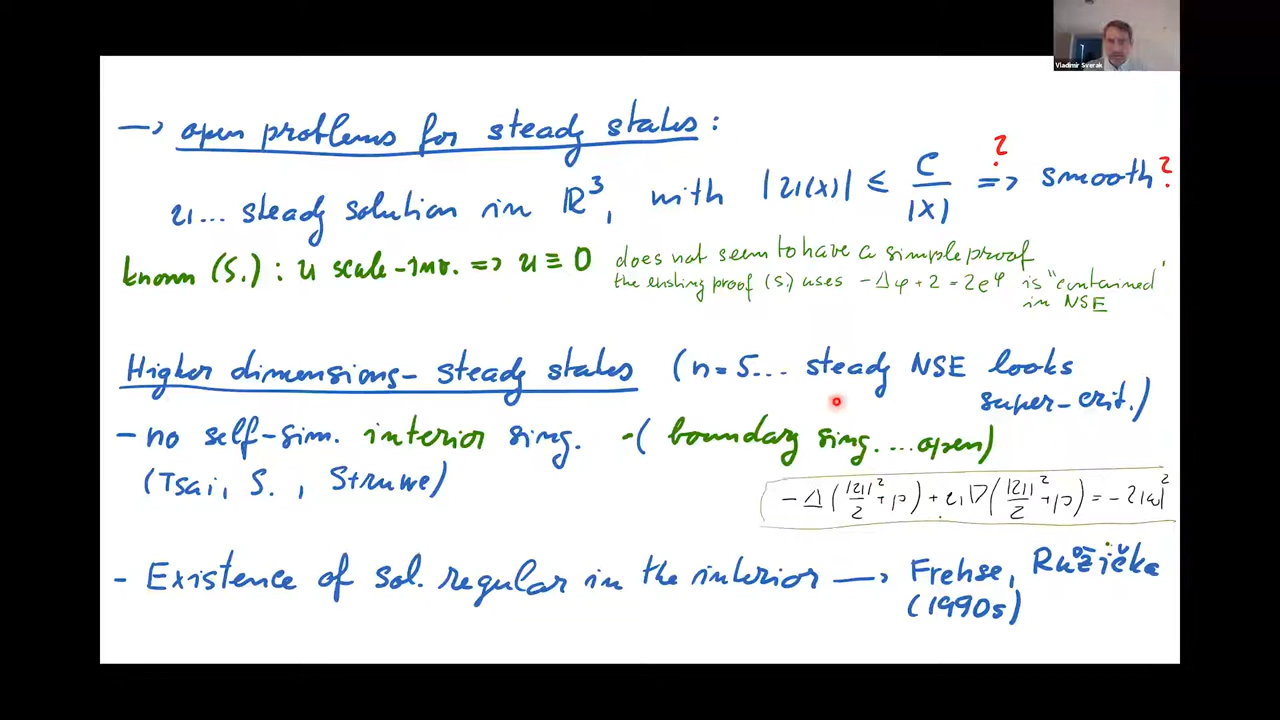 Vladimir Sverak
→ open problems for steady states:
u... steady solution in ℝ³, with |u(x)| ≤ C/|x| ?⇒ smooth?
known (S.): u scale-inv. ⇒ u ≡ 0
does not seem to have a simple proof
the existing proof (S.) uses -Δφ + 2 = 2e^φ is "contained"
in NSE
Higher dimensions - steady states (n=5... steady NSE looks
super-crit.)
- no self-sim. interior sing. -(boundary sing. ...open)
(Tsai, S., Struwe)
-Δ(|u|²/2 + p) + u∇(|u|²/2 + p) = -2|ω|²
- Existence of sol. regular in the interior → Frehse, Růžička
(1990s)